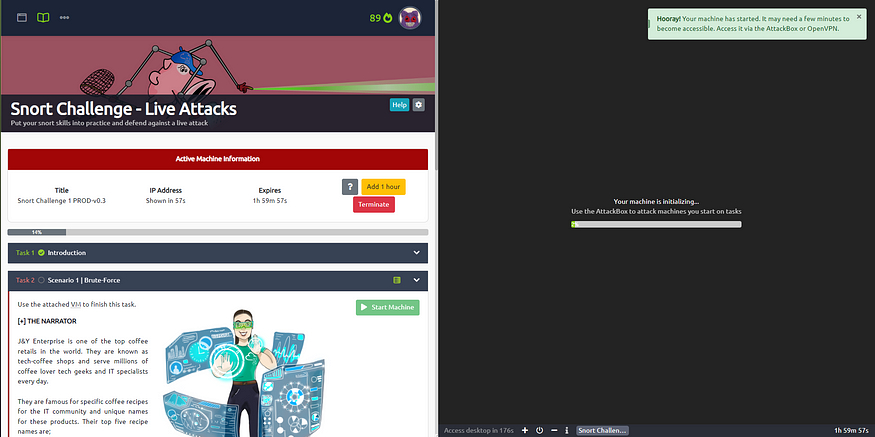 89
Snort Challenge - Live Attacks
Put your snort skills into practice and defend against a live attack
Help
Active Machine Information
Title
IP Address
Expires
Snort Challenge 1 PROD-v0.3
Shown in 57s
1h 59m 57s
?
Add 1 hour
Terminate
14%
Task 1
Introduction
Task 2
Scenario 1 | Brute-Force
Use the attached VM to finish this task.
Start Machine
[+] THE NARRATOR
J&Y Enterprise is one of the top coffee
retails in the world. They are known as
tech-coffee shops and serve millions of
coffee lover tech geeks and IT specialists
every day.
They are famous for specific coffee recipes
for the IT community and unique names
for these products. Their top five recipe
names are;
Hooray! Your machine has started. It may need a few minutes to
become accessible. Access it via the AttackBox or OpenVPN.
Your machine is initializing...
Use the AttackBox to attack machines you start on tasks
Access desktop in 176s
Snort Challen...
1h 59m 57s